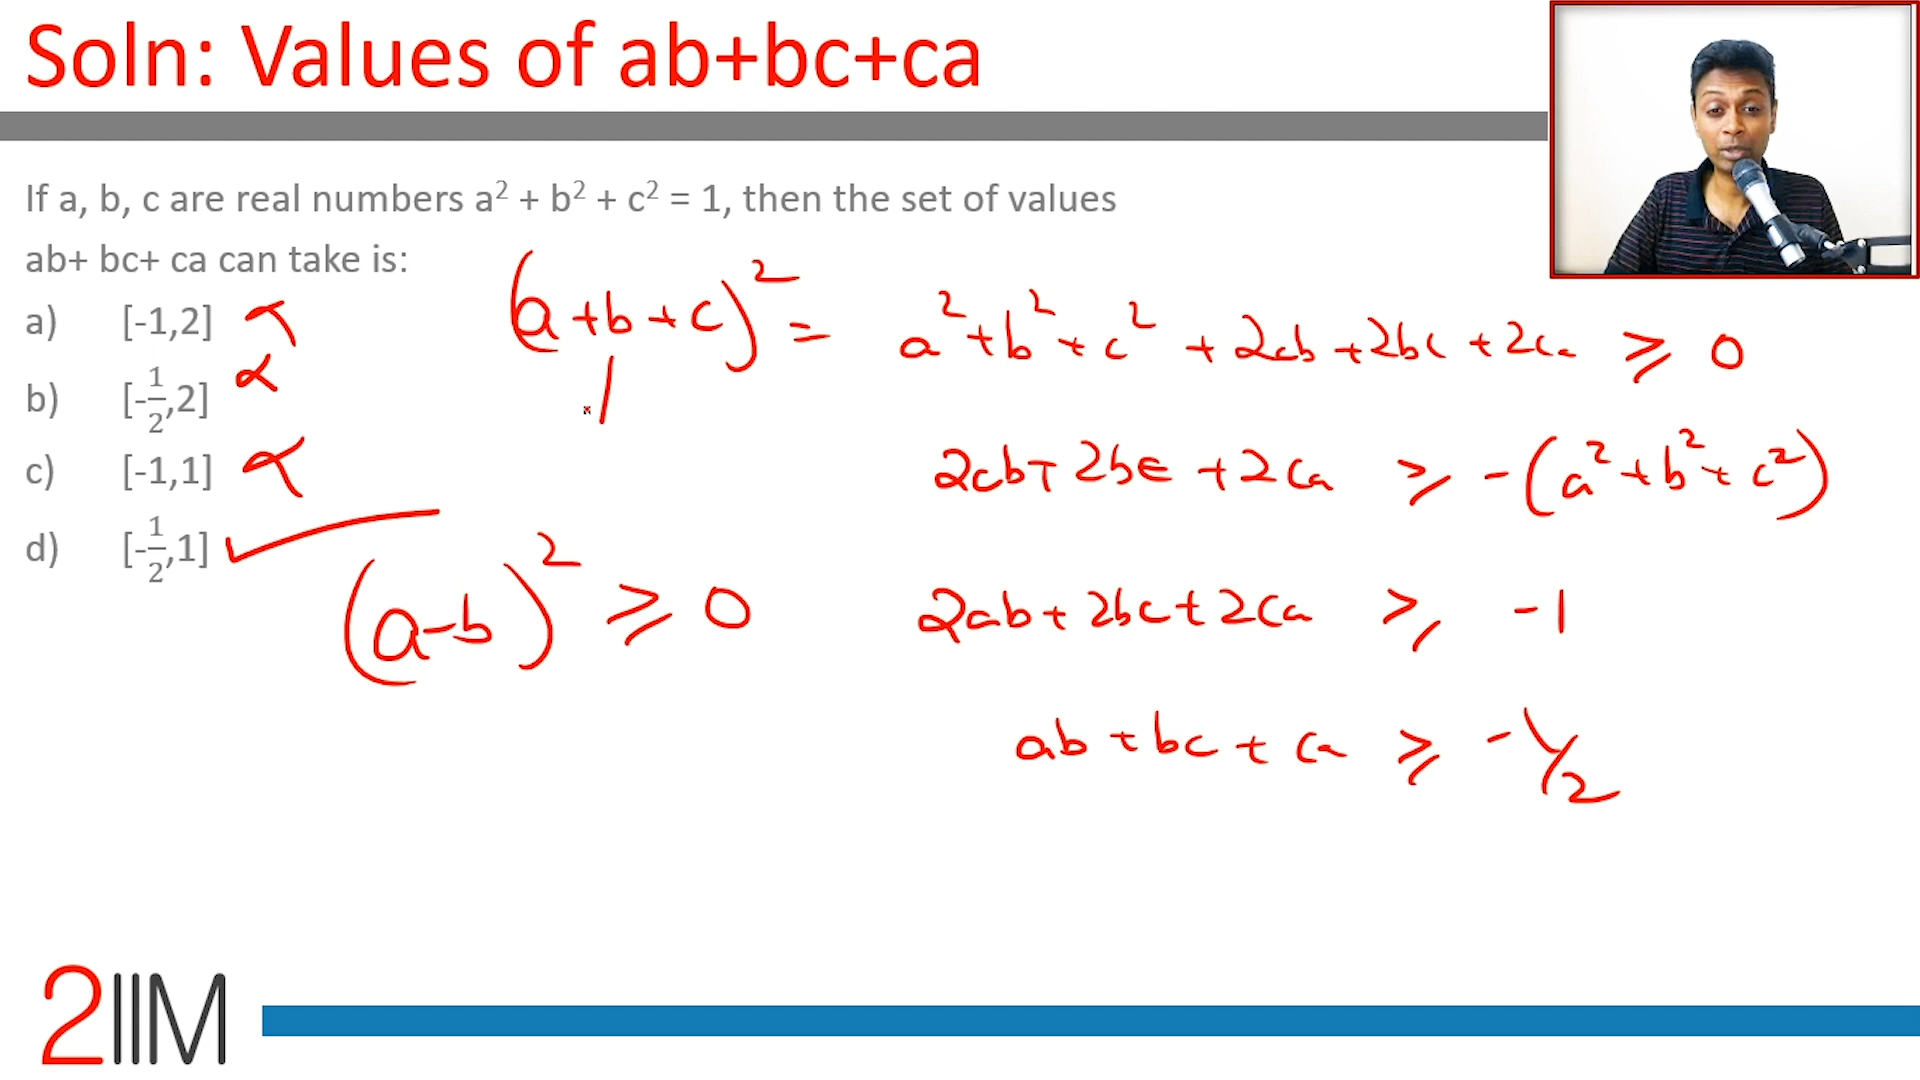 Soln: Values of ab+bc+ca
If a, b, c are real numbers a² + b² + c² = 1, then the set of values
ab+ bc+ ca can take is:
a) [-1,2]
b) [-1/2,2]
c) [-1,1]
d) [-1/2,1]
(a+b+c)² = a²+b²+c² + 2ab+2bc+2ca ≥ 0
2ab+2bc+2ca ≥ -(a²+b²+c²)
(a-b)² ≥ 0
2ab+2bc+2ca ≥ -1
ab+bc+ca ≥ -1/2
2IIM